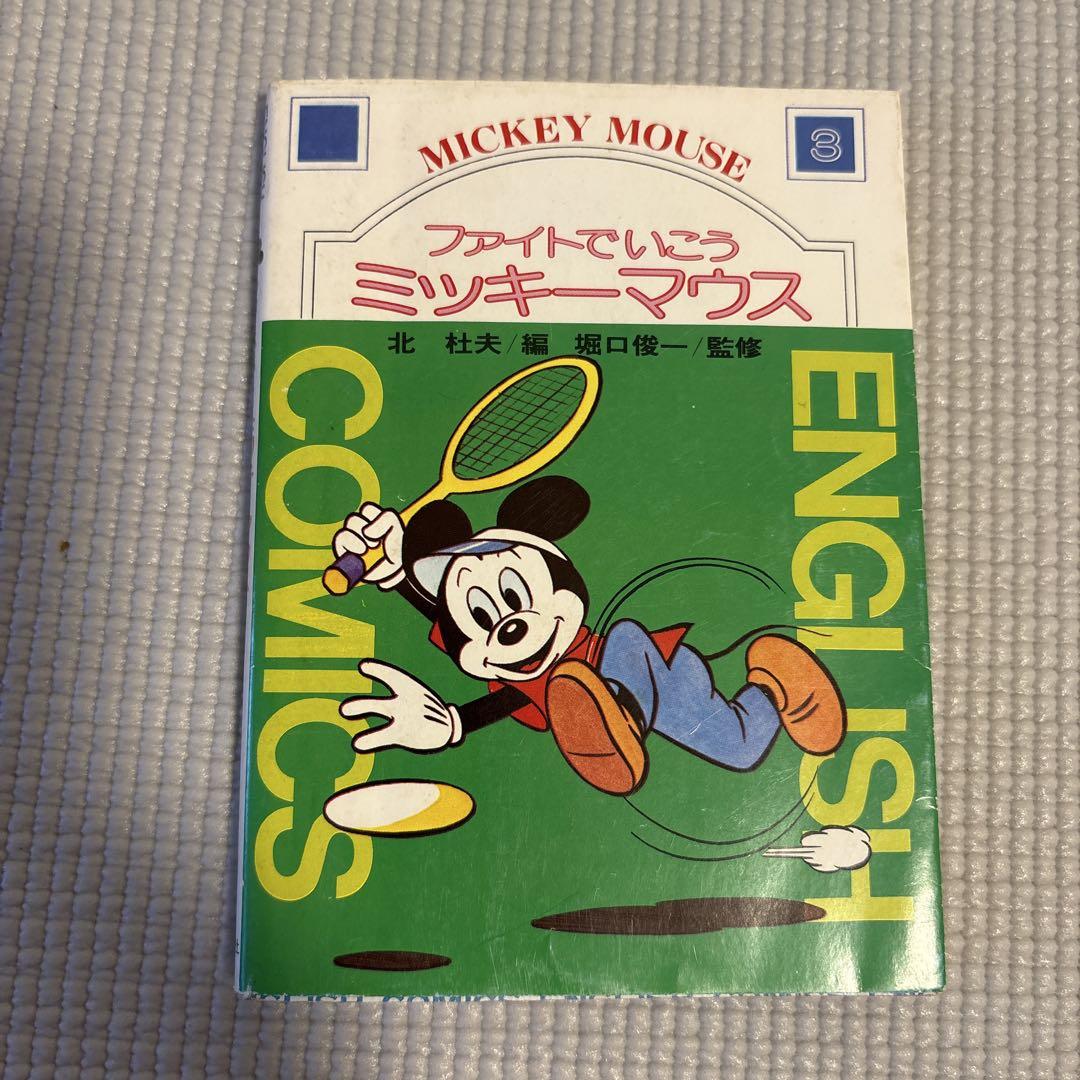 MICKEY MOUSE
3
ファイトでいこう
ミッキーマウス
北 杜夫/編 堀口俊一/監修
ENGLISH
COMICS